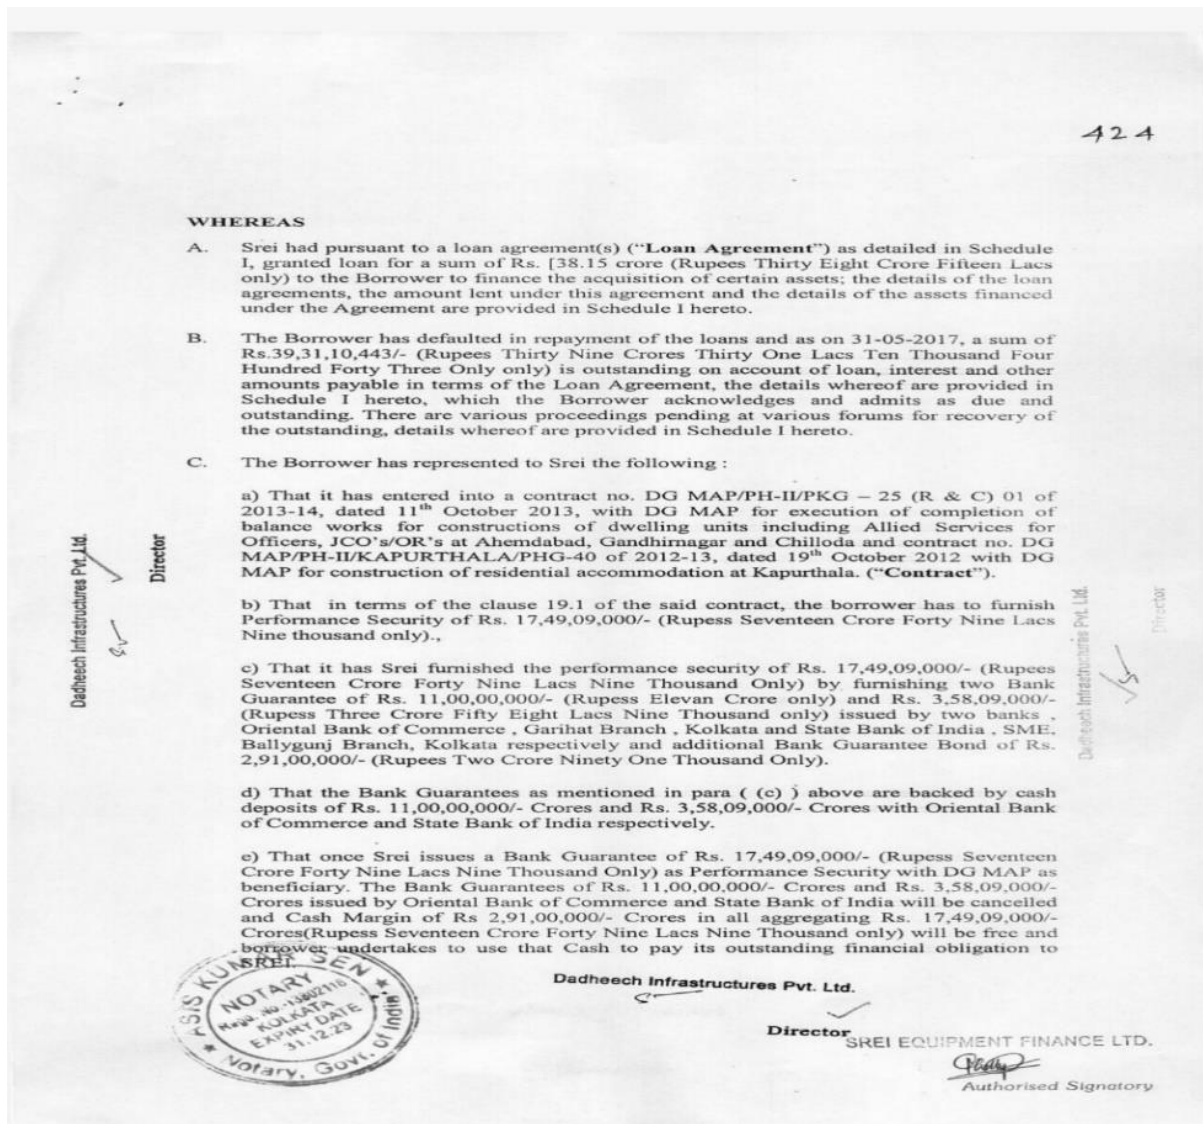 424
WHEREAS
A. Srei had pursuant to a loan agreement(s) ("Loan Agreement") as detailed in Schedule
I, granted loan for a sum of Rs. [38.15 crore (Rupees Thirty Eight Crore Fifteen Lacs
only) to the Borrower to finance the acquisition of certain assets; the details of the loan
agreements, the amount lent under this agreement and the details of the assets financed
under the Agreement are provided in Schedule I hereto.
B. The Borrower has defaulted in repayment of the loans and as on 31-05-2017, a sum of
Rs.39,31,10,443/- (Rupees Thirty Nine Crores Thirty One Lacs Ten Thousand Four
Hundred Forty Three Only only) is outstanding on account of loan, interest and other
amounts payable in terms of the Loan Agreement, the details whereof are provided in
Schedule I hereto, which the Borrower acknowledges and admits as due and
outstanding. There are various proceedings pending at various forums for recovery of
the outstanding, details whereof are provided in Schedule I hereto.
C. The Borrower has represented to Srei the following :
a) That it has entered into a contract no. DG MAP/PH-II/PKG – 25 (R & C) 01 of
2013-14, dated 11th October 2013, with DG MAP for execution of completion of
balance works for constructions of dwelling units including Allied Services for
Officers, JCO's/OR's at Ahemdabad, Gandhirnagar and Chilloda and contract no. DG
MAP/PH-II/KAPURTHALA/PHG-40 of 2012-13, dated 19th October 2012 with DG
MAP for construction of residential accommodation at Kapurthala. ("Contract").
b) That in terms of the clause 19.1 of the said contract, the borrower has to furnish
Performance Security of Rs. 17,49,09,000/- (Rupess Seventeen Crore Forty Nine Lacs
Nine thousand only).,
c) That it has Srei furnished the performance security of Rs. 17,49,09,000/- (Rupees
Seventeen Crore Forty Nine Lacs Nine Thousand Only) by furnishing two Bank
Guarantee of Rs. 11,00,00,000/- (Rupess Elevan Crore only) and Rs. 3,58,09,000/-
(Rupess Three Crore Fifty Eight Lacs Nine Thousand only) issued by two banks ,
Oriental Bank of Commerce , Garihat Branch , Kolkata and State Bank of India , SME,
Ballygunj Branch, Kolkata respectively and additional Bank Guarantee Bond of Rs.
2,91,00,000/- (Rupees Two Crore Ninety One Thousand Only).
d) That the Bank Guarantees as mentioned in para ( (c) ) above are backed by cash
deposits of Rs. 11,00,00,000/- Crores and Rs. 3,58,09,000/- Crores with Oriental Bank
of Commerce and State Bank of India respectively.
e) That once Srei issues a Bank Guarantee of Rs. 17,49,09,000/- (Rupess Seventeen
Crore Forty Nine Lacs Nine Thousand Only) as Performance Security with DG MAP as
beneficiary. The Bank Guarantees of Rs. 11,00,00,000/- Crores and Rs. 3,58,09,000/-
Crores issued by Oriental Bank of Commerce and State Bank of India will be cancelled
and Cash Margin of Rs 2,91,00,000/- Crores in all aggregating Rs. 17,49,09,000/-
Crores(Rupess Seventeen Crore Forty Nine Lacs Nine Thousand only) will be free and
borrower undertakes to use that Cash to pay its outstanding financial obligation to
SREI.
Dadheech Infrastructures Pvt. Ltd.
Director
Dadheech Infrastructures Pvt. Ltd.
Director
ASIS KUMAR SEN
NOTARY
Regd. No.-13802118
KOLKATA
EXPIRY DATE
31.12.23
Notary, Govt. of India
Dadheech Infrastructures Pvt. Ltd.
Director
SREI EQUIPMENT FINANCE LTD.
Authorised Signatory